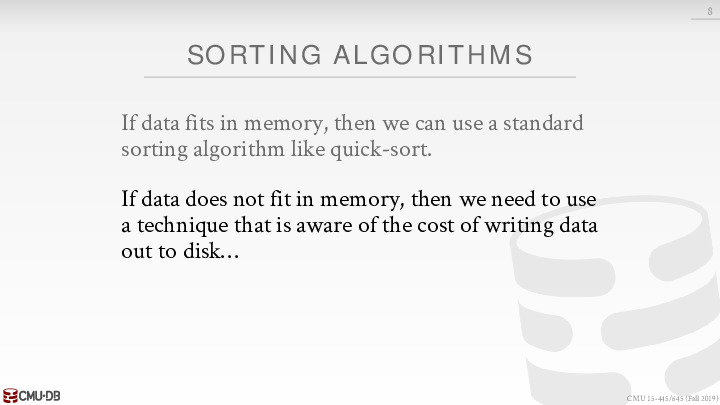 8
SORTING ALGORITHMS
If data fits in memory, then we can use a standard
sorting algorithm like quick-sort.
If data does not fit in memory, then we need to use
a technique that is aware of the cost of writing data
out to disk…
CMU·DB
CMU 15-445/645 (Fall 2019)